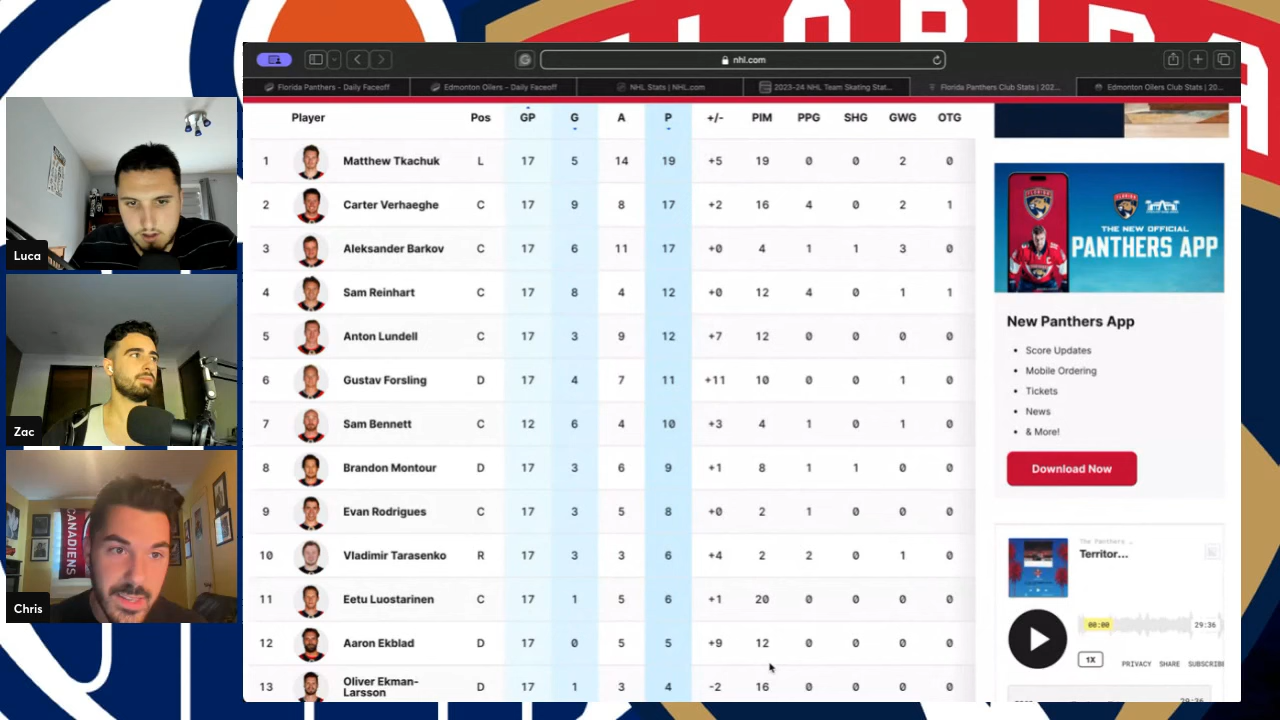 FLORIDA
nhl.com
Florida Panthers - Daily Faceoff
Edmonton Oilers - Daily Faceoff
NHL Stats | NHL.com
2023-24 NHL Team Skating Stat...
Florida Panthers Club Stats | 202...
Edmonton Oilers Club Stats | 20...
Player Pos GP G A P +/- PIM PPG SHG GWG OTG
1 Matthew Tkachuk L 17 5 14 19 +5 19 0 0 2 0
2 Carter Verhaeghe C 17 9 8 17 +2 16 4 0 2 1
3 Aleksander Barkov C 17 6 11 17 +0 4 1 1 3 0
4 Sam Reinhart C 17 8 4 12 +0 12 4 0 1 1
5 Anton Lundell C 17 3 9 12 +7 12 0 0 0 0
6 Gustav Forsling D 17 4 7 11 +11 10 0 0 1 0
7 Sam Bennett C 12 6 4 10 +3 4 1 0 1 0
8 Brandon Montour D 17 3 6 9 +1 8 1 1 0 0
9 Evan Rodrigues C 17 3 5 8 +0 2 1 0 0 0
10 Vladimir Tarasenko R 17 3 3 6 +4 2 2 0 1 0
11 Eetu Luostarinen C 17 1 5 6 +1 20 0 0 0 0
12 Aaron Ekblad D 17 0 5 5 +9 12 0 0 0 0
13 Oliver Ekman-
Larsson D 17 1 3 4 -2 16 0 0 0 0
FLORIDA
THE NEW OFFICIAL
PANTHERS APP
New Panthers App
• Score Updates
• Mobile Ordering
• Tickets
• News
• & More!
Download Now
The Panthers ...
Territor...
00:00
29:36
1X
PRIVACY SHARE SUBSCRIBE
29:36
Luca
Zac
CANADIENS
Chris